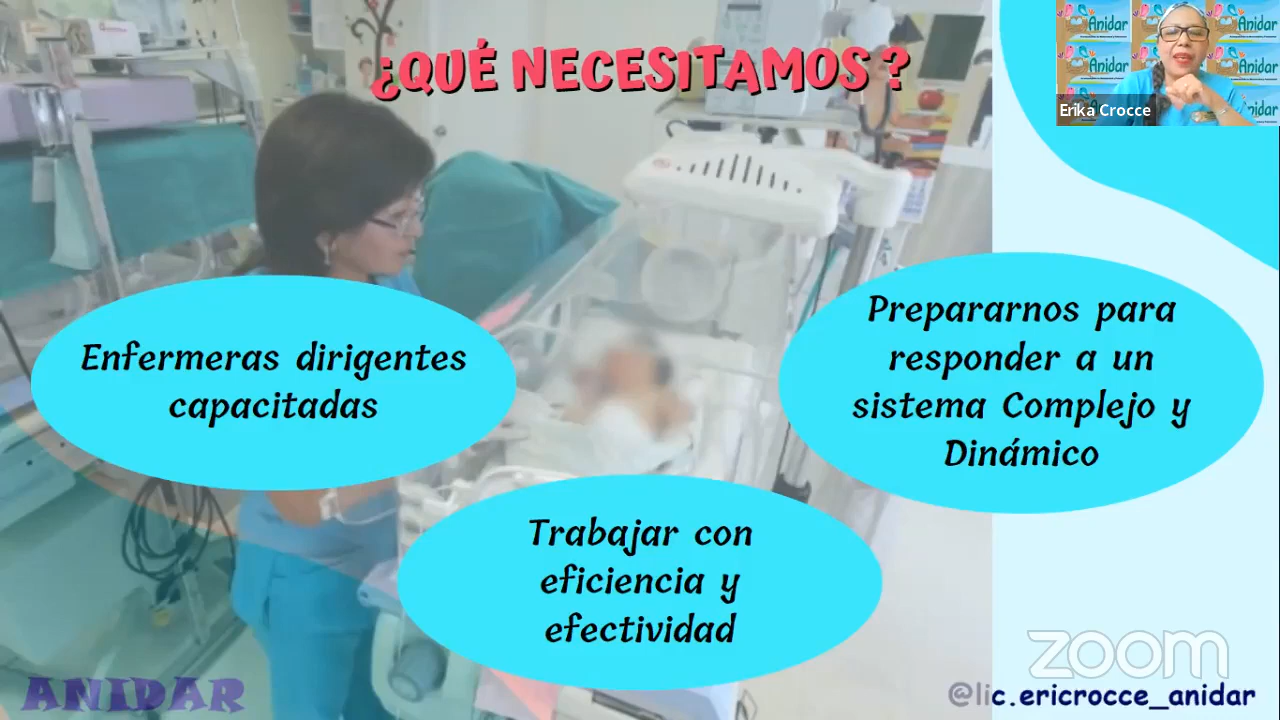 ¿QUÉ NECESITAMOS?
Anidar
Anidar
Anidar
Anidar
Erika Crocce
Enfermeras dirigentes
capacitadas
Prepararnos para
responder a un
sistema Complejo y
Dinámico
Trabajar con
eficiencia y
efectividad
zoom
ANIDAR
@lic.ericrocce_anidar